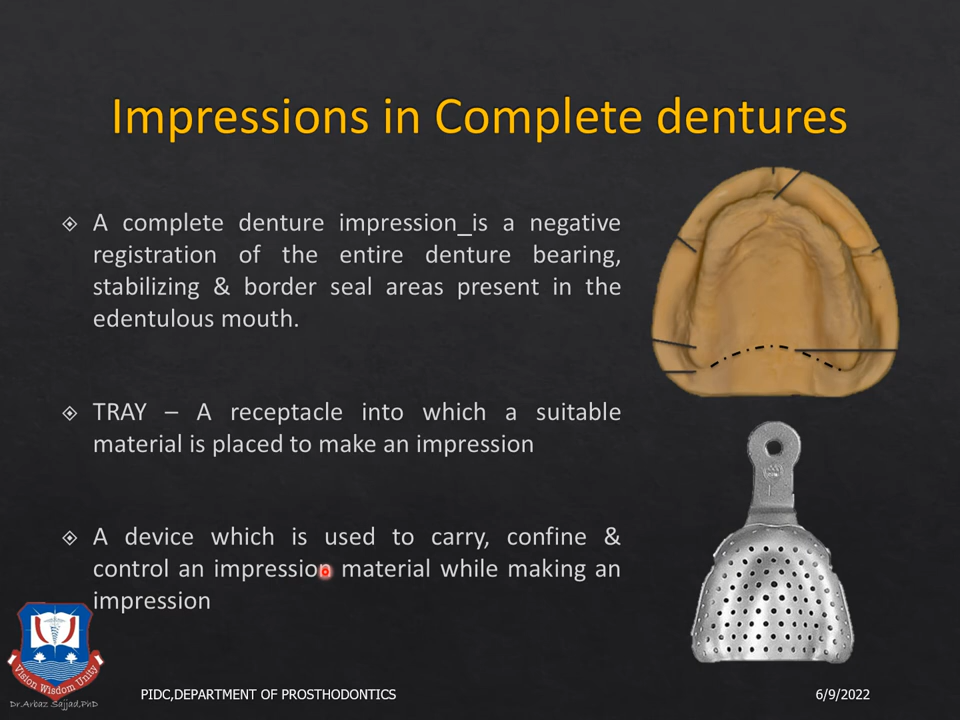 Impressions in Complete dentures
A complete denture impression_is a negative
registration of the entire denture bearing,
stabilizing & border seal areas present in the
edentulous mouth.
TRAY – A receptacle into which a suitable
material is placed to make an impression
A device which is used to carry, confine &
control an impression material while making an
impression
Vision Wisdom Unity
Dr.Arbaz Sajjad,PhD
PIDC,DEPARTMENT OF PROSTHODONTICS
6/9/2022